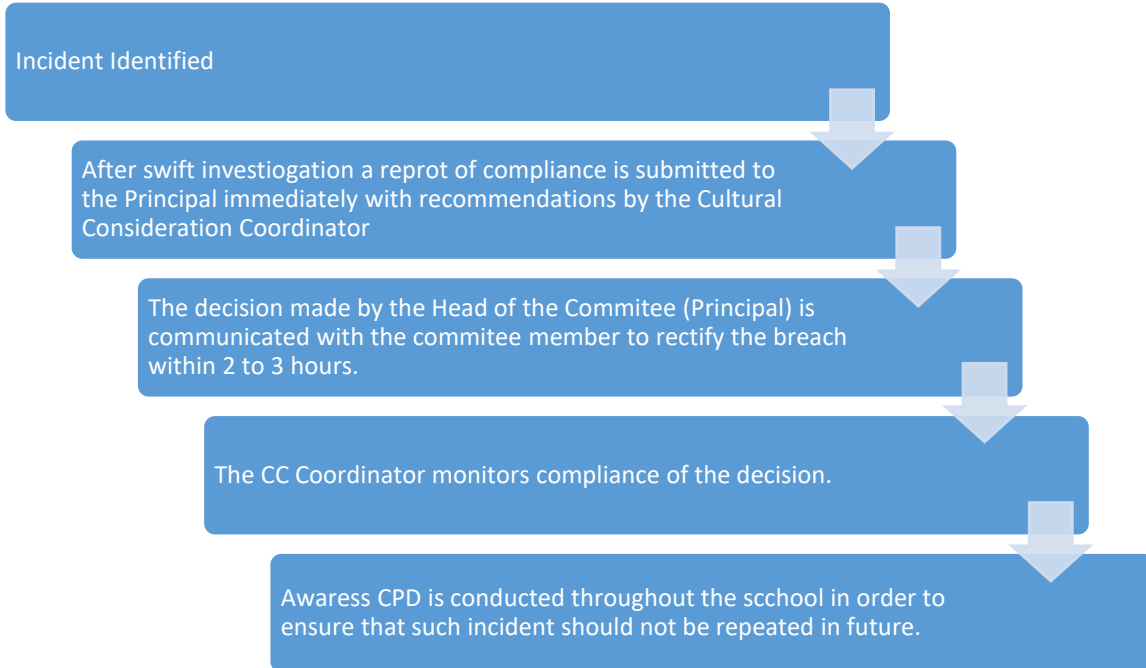 Incident Identified
After swift investiogation a reprot of compliance is submitted to
the Principal immediately with recommendations by the Cultural
Consideration Coordinator
The decision made by the Head of the Commitee (Principal) is
communicated with the commitee member to rectify the breach
within 2 to 3 hours.
The CC Coordinator monitors compliance of the decision.
Awaress CPD is conducted throughout the scchool in order to
ensure that such incident should not be repeated in future.